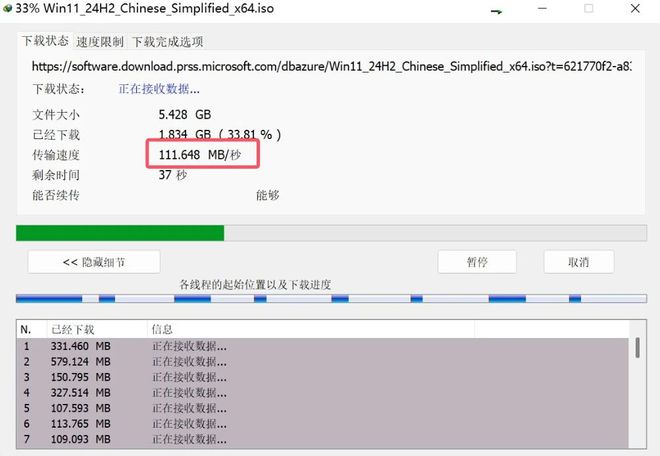 33% Win11_24H2_Chinese_Simplified_x64.iso
下载状态 速度限制 下载完成选项
https://software.download.prss.microsoft.com/dbazure/Win11_24H2_Chinese_Simplified_x64.iso?t=621770f2-a8
下载状态： 正在接收数据...
文件大小 5.428 GB
已经下载 1.834 GB ( 33.81 % )
传输速度 111.648 MB/秒
剩余时间 37 秒
能否续传 能够
<< 隐藏细节 暂停 取消
各线程的起始位置以及下载进度
N. 已经下载 信息
1 331.460 MB 正在接收数据...
2 579.124 MB 正在接收数据...
3 150.795 MB 正在接收数据...
4 327.514 MB 正在接收数据...
5 107.593 MB 正在接收数据...
6 113.765 MB 正在接收数据...
7 109.093 MB 正在接收数据...